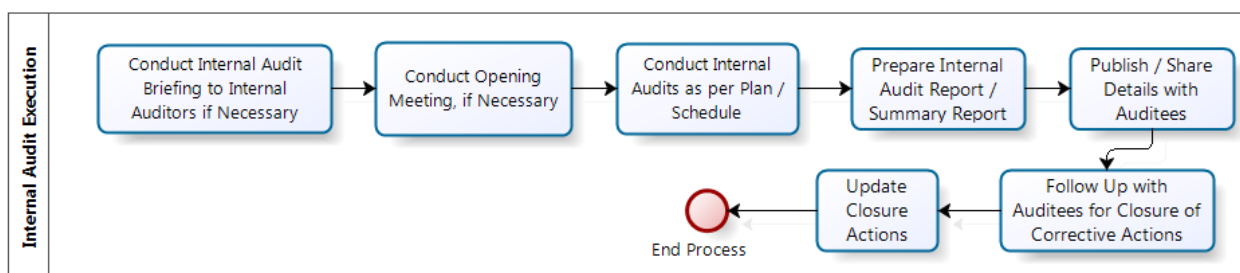 Internal Audit Execution
Conduct Internal Audit
Briefing to Internal
Auditors if Necessary
Conduct Opening
Meeting, if Necessary
Conduct Internal
Audits as per Plan /
Schedule
Prepare Internal
Audit Report /
Summary Report
Publish / Share
Details with
Auditees
Follow Up with
Auditees for Closure of
Corrective Actions
Update
Closure
Actions
End Process